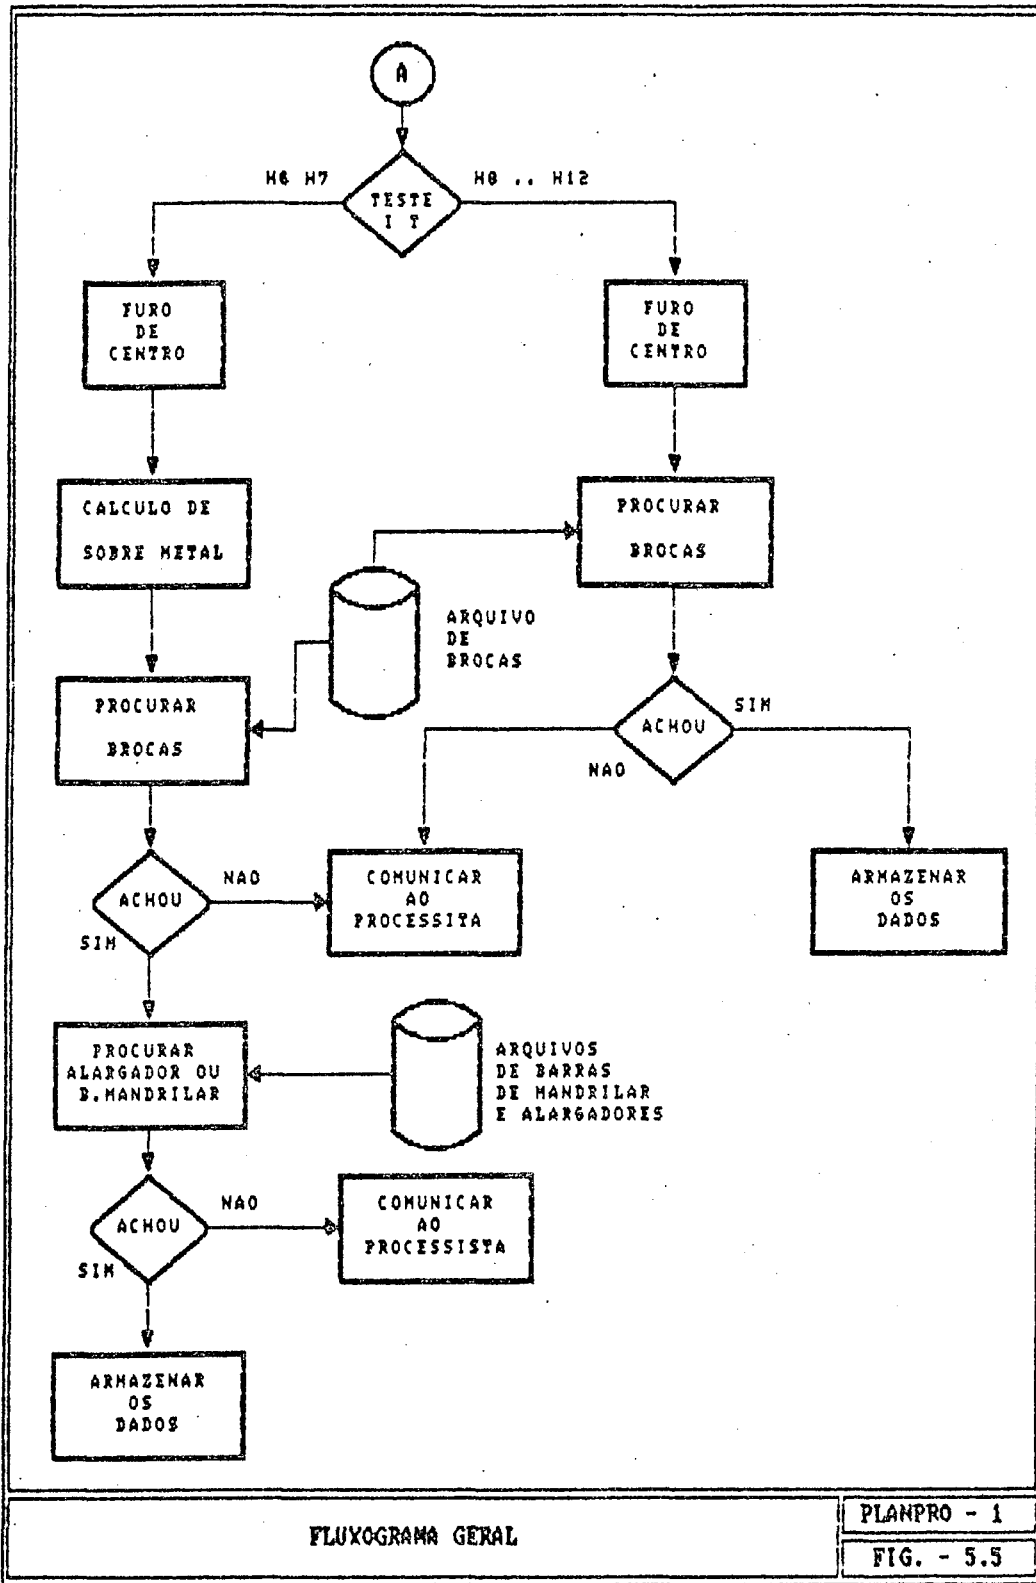 A
H6 H7
TESTE
I T
H8 .. H12
FURO
DE
CENTRO
FURO
DE
CENTRO
CALCULO DE
SOBRE METAL
PROCURAR
BROCAS
ARQUIVO
DE
BROCAS
PROCURAR
BROCAS
ACHOU
SIM
NAO
ACHOU
NAO
SIM
COMUNICAR
AO
PROCESSITA
ARMAZENAR
OS
DADOS
PROCURAR
ALARGADOR OU
B.MANDRILAR
ARQUIVOS
DE BARRAS
DE MANDRILAR
E ALARGADORES
ACHOU
NAO
SIM
COMUNICAR
AO
PROCESSISTA
ARMAZENAR
OS
DADOS
FLUXOGRAMA GERAL
PLANPRO - 1
FIG. - 5.5